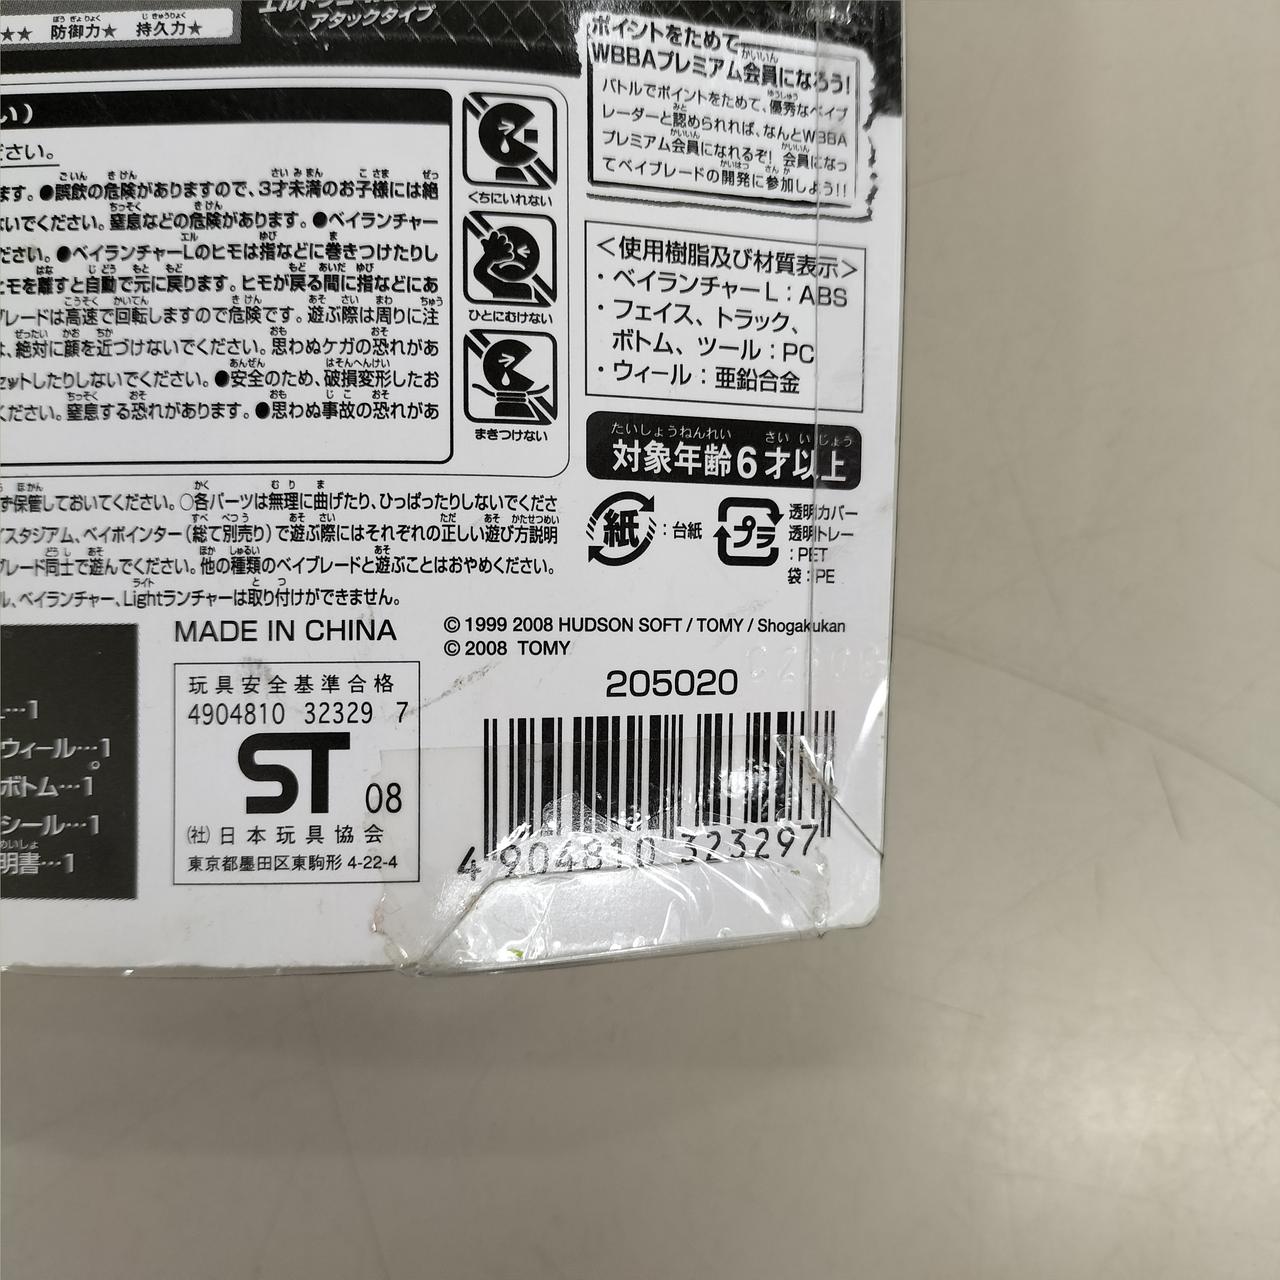 アタックタイプ
★★ 防御力★ 持久力★
ポイントをためて
WBBAプレミアム会員になろう!
バトルでポイントをためて、優秀なベイブ
レーダーと認められれば、なんとWBBA
プレミアム会員になれるぞ! 会員になっ
てベイブレードの開発に参加しよう!!
い)
ださい。
ます。●誤飲の危険がありますので、3才未満のお子様には絶
ないでください。窒息などの危険があります。●ベイランチャー
ださい。●ベイランチャーLのヒモは指などに巻きつけたりし
ヒモを離すと自動で元に戻ります。ヒモが戻る間に指などにあ
ブレードは高速で回転しますので危険です。遊ぶ際は周りに注
は、絶対に顔を近づけないでください。思わぬケガの恐れがあ
セットしたりしないでください。●安全のため、破損変形したお
ください。窒息する恐れがあります。●思わぬ事故の恐れがあ
くちにいれない
ひとにむけない
まきつけない
<使用樹脂及び材質表示>
・ベイランチャーL:ABS
・フェイス、トラック、
ボトム、ツール:PC
・ウィール:亜鉛合金
たいしょうねんれい さい いじょう
対象年齢6才以上
紙 :台紙
プラ
透明カバー
透明トレー
:PET
袋:PE
ず保管しておいてください。○各パーツは無理に曲げたり、ひっぱったりしないでくださ
イスタジアム、ベイポインター(総て別売り)で遊ぶ際にはそれぞれの正しい遊び方説明
ブレード同士で遊んでください。他の種類のベイブレードと遊ぶことはおやめください。
ル、ベイランチャー、Lightランチャーは取り付けができません。
MADE IN CHINA
© 1999 2008 HUDSON SOFT / TOMY / Shogakukan
© 2008 TOMY
205020
玩具安全基準合格
4904810 32329 7
ST 08
(社)日本玩具協会
東京都墨田区東駒形 4-22-4
L…1
ウィール…1
ボトム…1
シール…1
明書…1
4 904810 323297